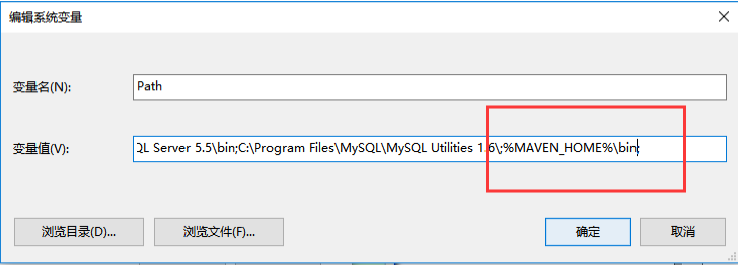 编辑系统变量
变量名(N): Path
变量值(V): QL Server 5.5\bin;C:\Program Files\MySQL\MySQL Utilities 1.6\;%MAVEN_HOME%\bin;
浏览目录(D)... 浏览文件(F)... 确定 取消